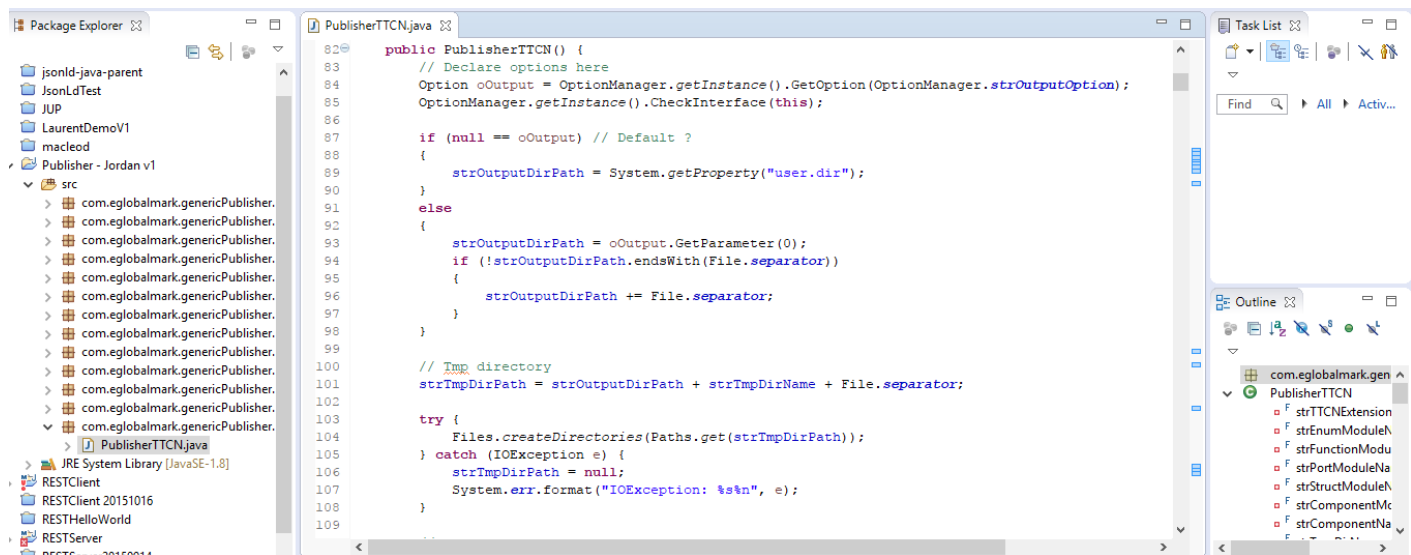 Package Explorer
jsonld-java-parent
JsonLdTest
JUP
LaurentDemoV1
macleod
Publisher - Jordan v1
src
com.eglobalmark.genericPublisher.
com.eglobalmark.genericPublisher.
com.eglobalmark.genericPublisher.
com.eglobalmark.genericPublisher.
com.eglobalmark.genericPublisher.
com.eglobalmark.genericPublisher.
com.eglobalmark.genericPublisher.
com.eglobalmark.genericPublisher.
com.eglobalmark.genericPublisher.
com.eglobalmark.genericPublisher.
com.eglobalmark.genericPublisher.
com.eglobalmark.genericPublisher.
com.eglobalmark.genericPublisher.
PublisherTTCN.java
JRE System Library [JavaSE-1.8]
RESTClient
RESTClient 20151016
RESTHelloWorld
RESTServer
RESTServer20150914
PublisherTTCN.java
82 public PublisherTTCN() {
83 // Declare options here
84 Option oOutput = OptionManager.getInstance().GetOption(OptionManager.strOutputOption);
85 OptionManager.getInstance().CheckInterface(this);
86
87 if (null == oOutput) // Default ?
88 {
89 strOutputDirPath = System.getProperty("user.dir");
90 }
91 else
92 {
93 strOutputDirPath = oOutput.GetParameter(0);
94 if (!strOutputDirPath.endsWith(File.separator))
95 {
96 strOutputDirPath += File.separator;
97 }
98 }
99
100 // Tmp directory
101 strTmpDirPath = strOutputDirPath + strTmpDirName + File.separator;
102
103 try {
104 Files.createDirectories(Paths.get(strTmpDirPath));
105 } catch (IOException e) {
106 strTmpDirPath = null;
107 System.err.format("IOException: %s%n", e);
108 }
109
Task List
Find All Activ...
Outline
com.eglobalmark.gen
PublisherTTCN
strTTCNExtension
strEnumModuleN
strFunctionModu
strPortModuleNa
strStructModuleN
strComponentMo
strComponentNa